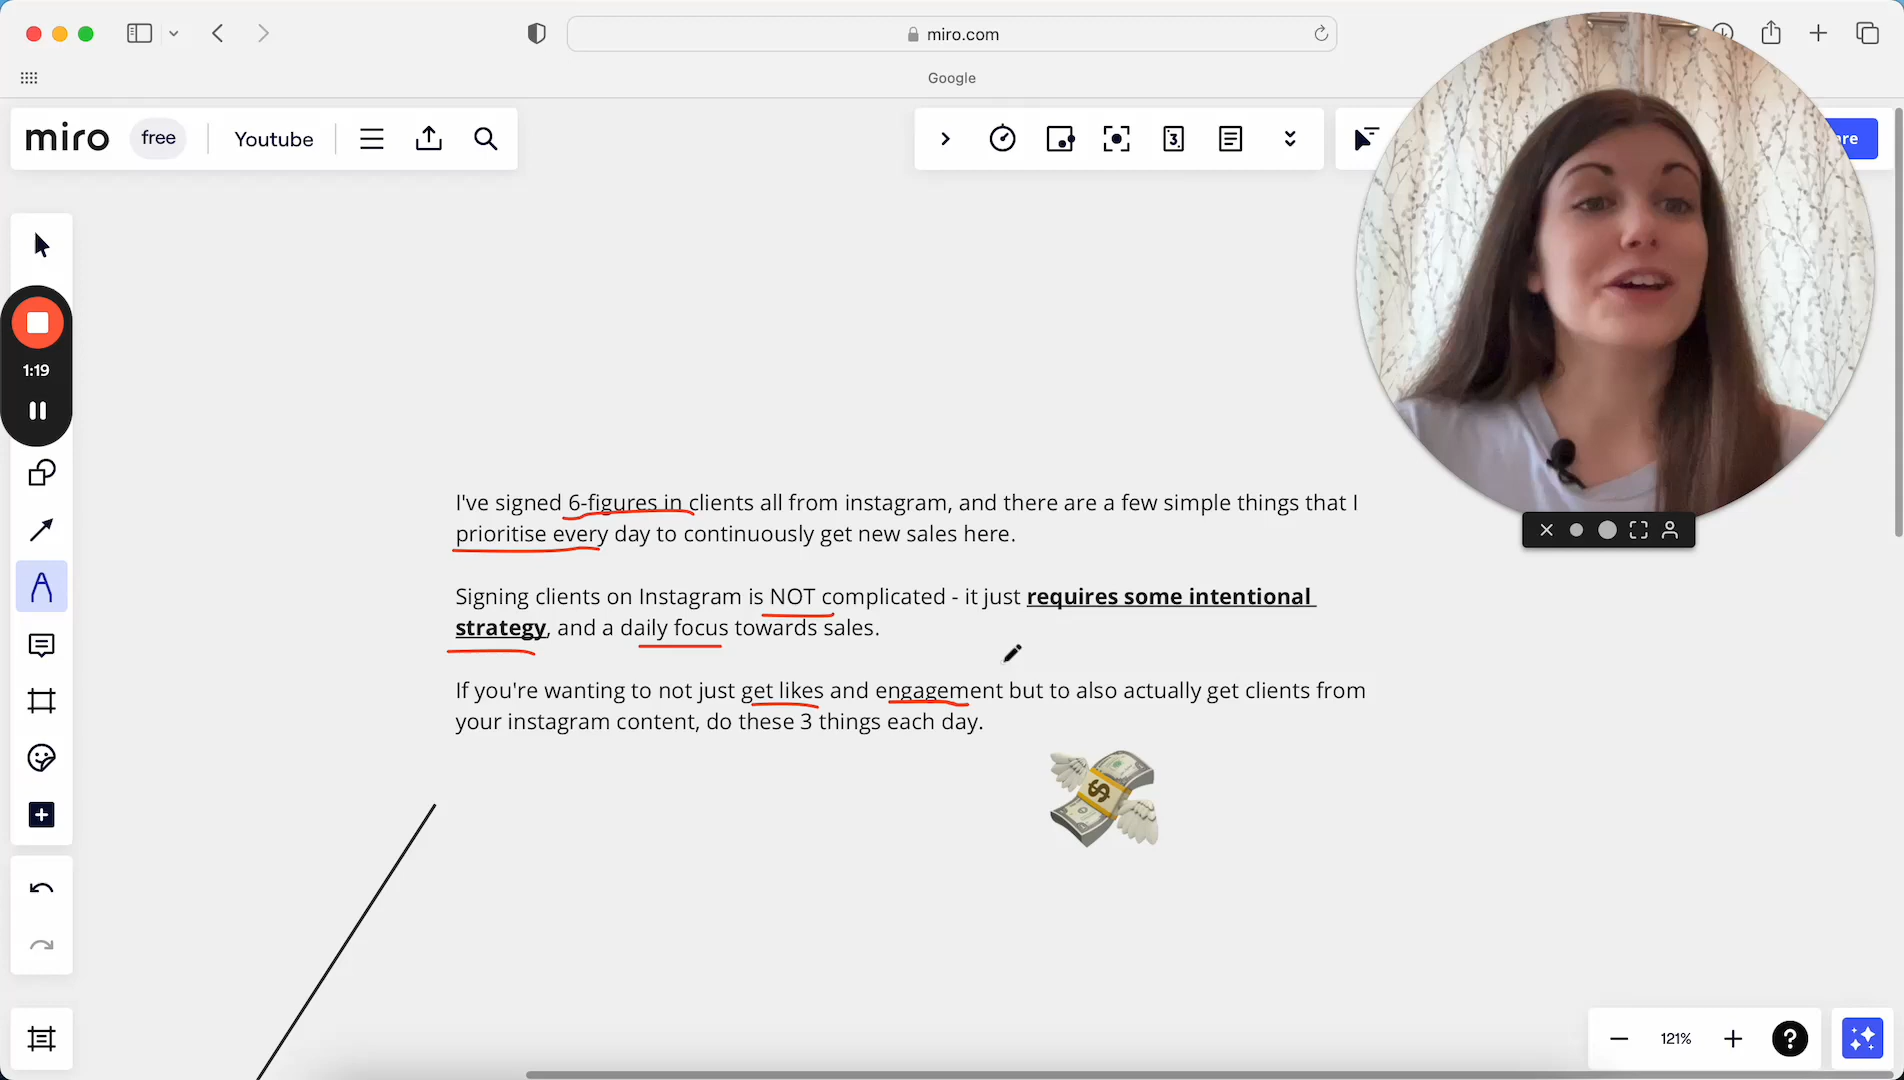 miro.com
Google
miro
free
Youtube
3
re
1:19
I've signed 6-figures in clients all from instagram, and there are a few simple things that I
prioritise every day to continuously get new sales here.
Signing clients on Instagram is NOT complicated - it just requires some intentional
strategy, and a daily focus towards sales.
If you're wanting to not just get likes and engagement but to also actually get clients from
your instagram content, do these 3 things each day.
121%
?